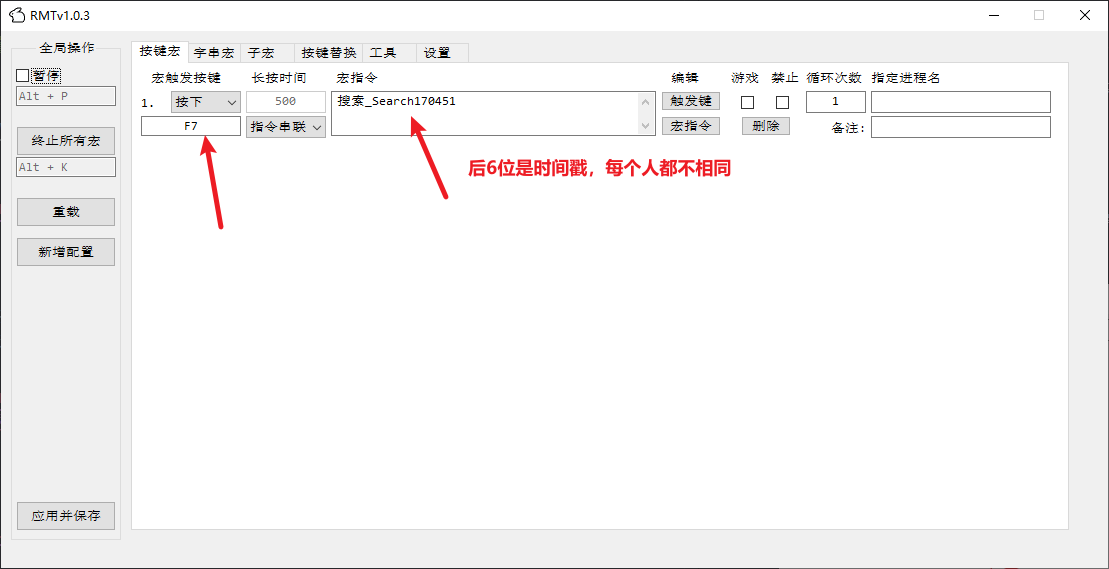 RMTv1.0.3
全局操作
暂停
Alt + P
终止所有宏
Alt + K
重载
新增配置
应用并保存
按键宏 字串宏 子宏 按键替换 工具 设置
宏触发按键 长按时间 宏指令 编辑 游戏 禁止 循环次数 指定进程名
1. 按下 500 搜索_Search170451 触发键 1
F7 指令串联 宏指令 删除 备注:
后6位是时间戳，每个人都不相同